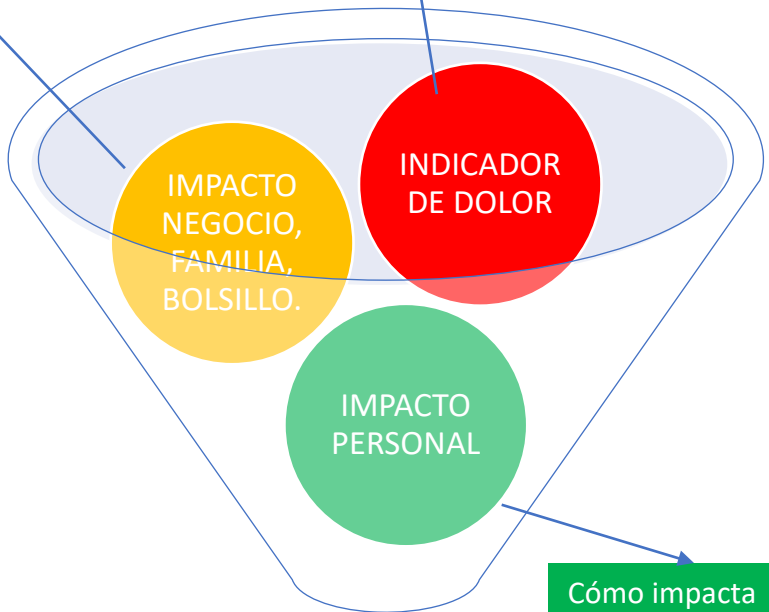 INDICADOR
DE DOLOR
IMPACTO
NEGOCIO,
FAMILIA,
BOLSILLO.
IMPACTO
PERSONAL
Cómo impacta